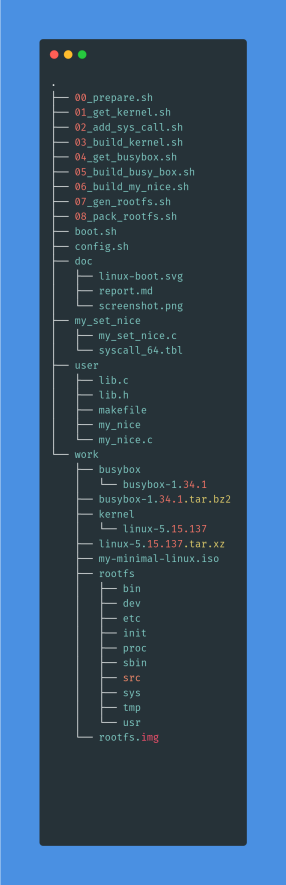 .
├── 00_prepare.sh
├── 01_get_kernel.sh
├── 02_add_sys_call.sh
├── 03_build_kernel.sh
├── 04_get_busybox.sh
├── 05_build_busy_box.sh
├── 06_build_my_nice.sh
├── 07_gen_rootfs.sh
├── 08_pack_rootfs.sh
├── boot.sh
├── config.sh
├── doc
│   ├── linux-boot.svg
│   ├── report.md
│   └── screenshot.png
├── my_set_nice
│   ├── my_set_nice.c
│   └── syscall_64.tbl
├── user
│   ├── lib.c
│   ├── lib.h
│   ├── makefile
│   ├── my_nice
│   └── my_nice.c
└── work
    ├── busybox
    │   └── busybox-1.34.1
    ├── busybox-1.34.1.tar.bz2
    ├── kernel
    │   └── linux-5.15.137
    ├── linux-5.15.137.tar.xz
    ├── my-minimal-linux.iso
    ├── rootfs
    │   ├── bin
    │   ├── dev
    │   ├── etc
    │   ├── init
    │   ├── proc
    │   ├── sbin
    │   ├── src
    │   ├── sys
    │   ├── tmp
    │   └── usr
    └── rootfs.img